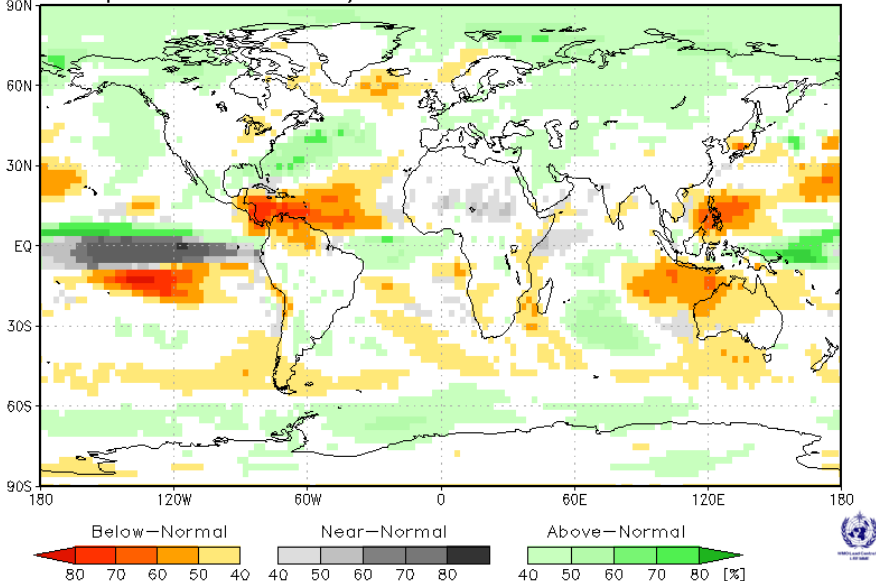 90N
60N
30N
EQ
30S
60S
90S
180 120W 60W 0 60E 120E 180
Below-Normal Near-Normal Above-Normal
80 70 60 50 40 40 50 60 70 80 40 50 60 70 80 [%]